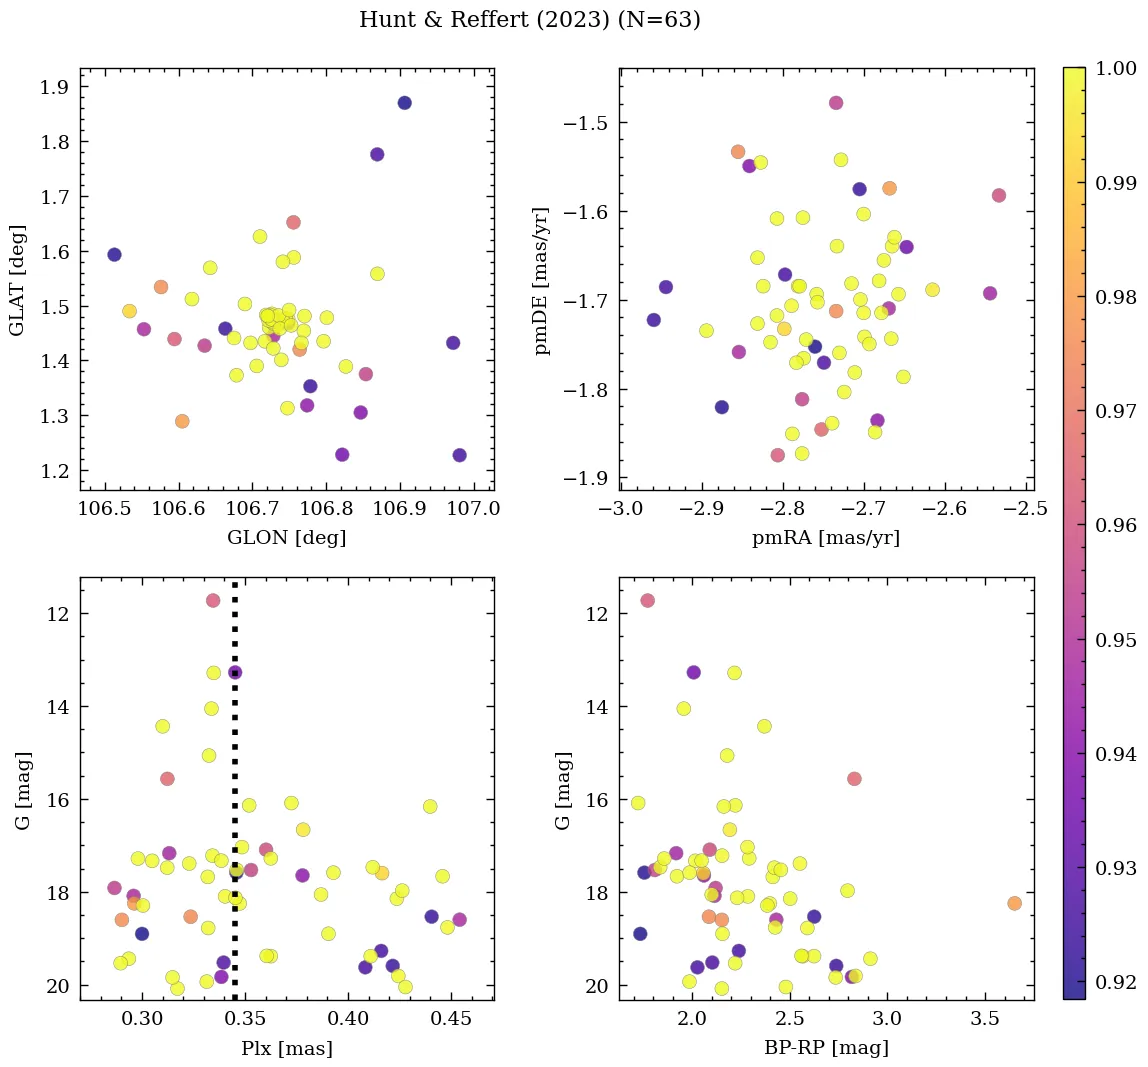 Hunt & Reffert (2023) (N=63)
1.9
1.8
1.7
1.6
1.5
1.4
1.3
1.2
GLAT [deg]
106.5 106.6 106.7 106.8 106.9 107.0
GLON [deg]
−1.5
−1.6
−1.7
−1.8
−1.9
pmDE [mas/yr]
−3.0 −2.9 −2.8 −2.7 −2.6 −2.5
pmRA [mas/yr]
12
14
16
18
20
G [mag]
0.30 0.35 0.40 0.45
Plx [mas]
12
14
16
18
20
G [mag]
2.0 2.5 3.0 3.5
BP-RP [mag]
1.00
0.99
0.98
0.97
0.96
0.95
0.94
0.93
0.92